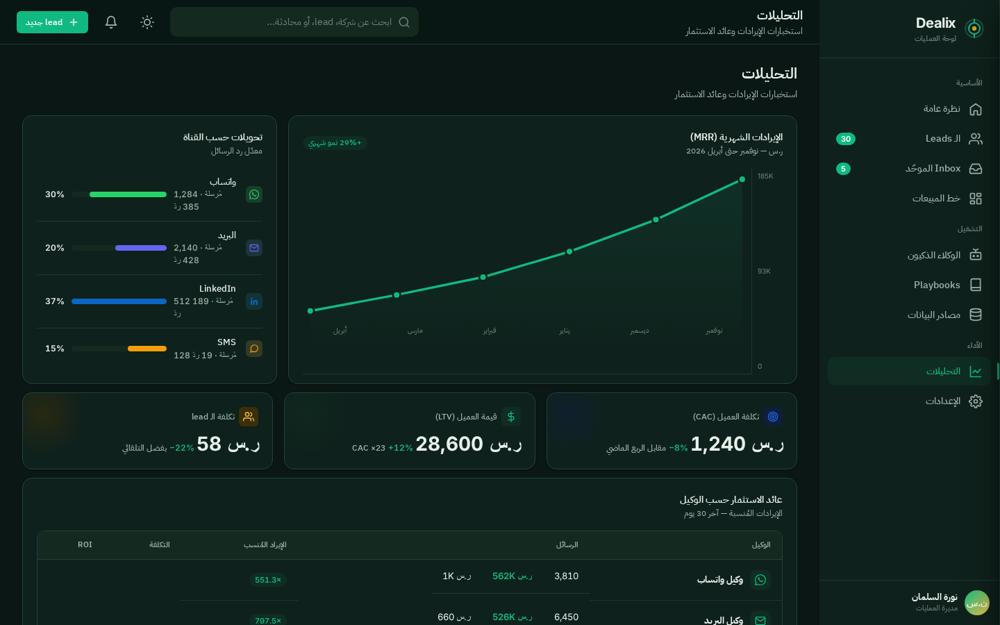 Dealix
لوحة العمليات
الأساسية
نظرة عامة
الـ Leads 30
Inbox الموحّد 5
خط المبيعات
التشغيل
الوكلاء الذكيون
Playbooks
مصادر البيانات
الأداء
التحليلات
الإعدادات
ن.س
نورة السلمان
مديرة العمليات
التحليلات
استخبارات الإيرادات وعائد الاستثمار
ابحث عن شركة، lead، أو محادثة...
lead جديد
التحليلات
استخبارات الإيرادات وعائد الاستثمار
الإيرادات الشهرية (MRR)
ر.س — نوفمبر حتى أبريل 2026
+29% نمو شهري
185K
93K
0
نوفمبر ديسمبر يناير فبراير مارس أبريل
تحويلات حسب القناة
معدّل رد الرسائل
واتساب
1,284 مُرسلة ·
385 ردّ
30%
البريد
2,140 مُرسلة ·
428 ردّ
20%
LinkedIn
512 مُرسلة · 189
ردّ
37%
SMS
128 مُرسلة · 19 ردّ
15%
تكلفة العميل (CAC)
ر.س 1,240 −8% مقابل الربع الماضي
قيمة العميل (LTV)
ر.س 28,600 +12% CAC ×23
تكلفة الـ lead
ر.س 58 −22% بفضل التلقائي
عائد الاستثمار حسب الوكيل
الإيرادات المُنسبة — آخر 30 يوم
الوكيل الرسائل الإيراد المُنسب التكلفة ROI
وكيل واتساب 3,810 562K ر.س 1K ر.س 551.3×
وكيل البريد 6,450 526K ر.س 660 ر.س 797.5×